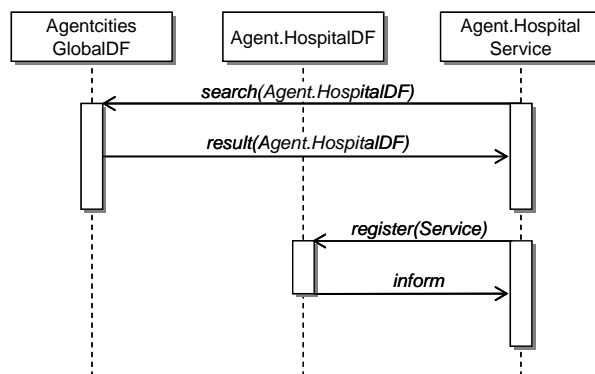 Agentcities
GlobalDF
Agent.HospitalDF
Agent.Hospital
Service
search(Agent.HospitalDF)
result(Agent.HospitalDF)
register(Service)
inform